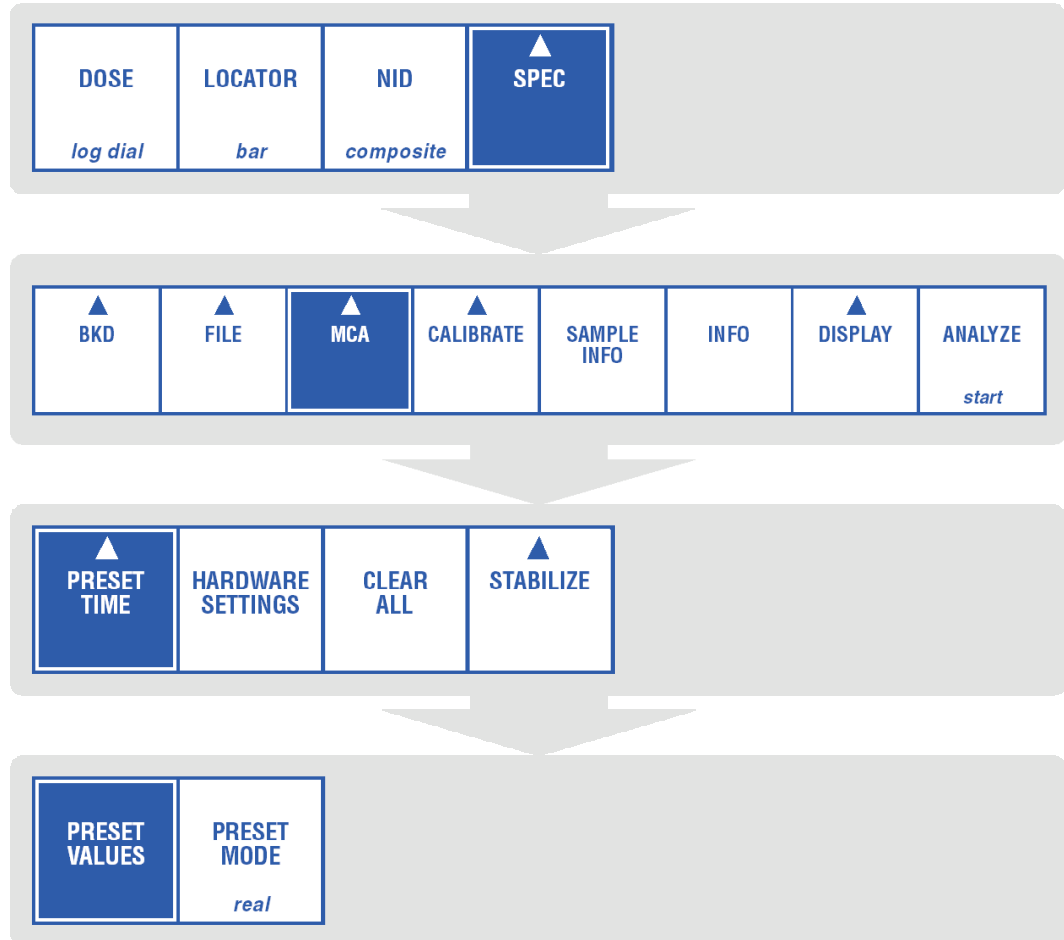 DOSE
log dial
LOCATOR
bar
NID
composite
SPEC
BKD
FILE
MCA
CALIBRATE
SAMPLE
INFO
INFO
DISPLAY
ANALYZE
start
PRESET
TIME
HARDWARE
SETTINGS
CLEAR
ALL
STABILIZE
PRESET
VALUES
PRESET
MODE
real